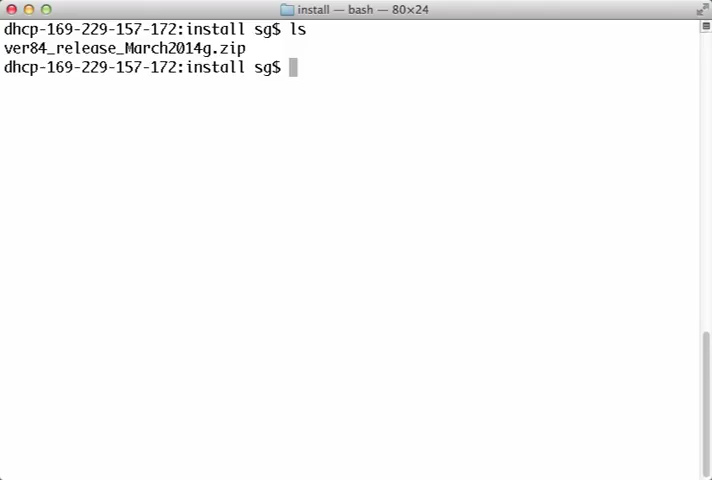 install — bash — 80×24
dhcp-169-229-157-172:install sg$ ls
ver84_release_March2014g.zip
dhcp-169-229-157-172:install sg$